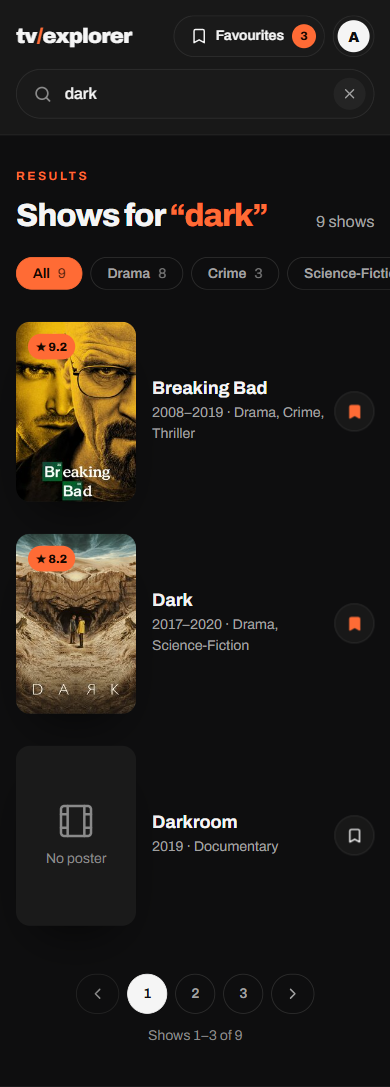 tv/explorer
Favourites 3
A
dark
RESULTS
Shows for “dark”
9 shows
All 9
Drama 8
Crime 3
Science-Fictio
★ 9.2
Breaking
Bad
Breaking Bad
2008–2019 · Drama, Crime,
Thriller
★ 8.2
DARK
Dark
2017–2020 · Drama,
Science-Fiction
No poster
Darkroom
2019 · Documentary
1 2 3
Shows 1–3 of 9